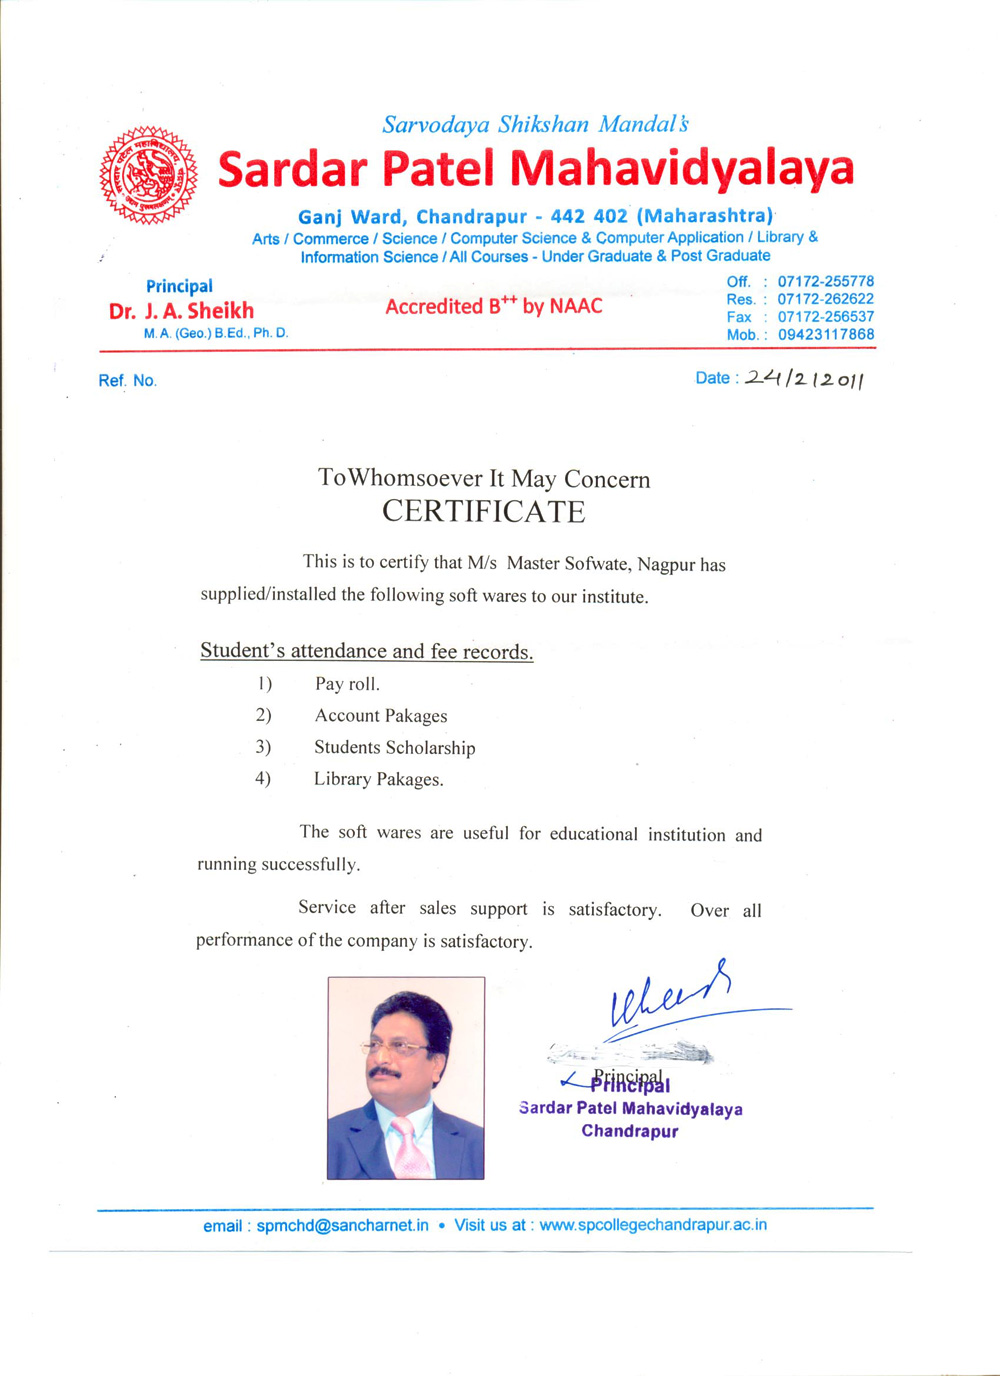 Sarvodaya Shikshan Mandal's
Sardar Patel Mahavidyalaya
Ganj Ward, Chandrapur - 442 402 (Maharashtra)
Arts / Commerce / Science / Computer Science & Computer Application / Library &
Information Science / All Courses - Under Graduate & Post Graduate
Principal
Dr. J. A. Sheikh
M. A. (Geo.) B.Ed., Ph. D.
Accredited B++ by NAAC
Off. : 07172-255778
Res. : 07172-262622
Fax : 07172-256537
Mob. : 09423117868
Ref. No.
Date : 24/2/2011
To Whomsoever It May Concern
CERTIFICATE
This is to certify that M/s Master Sofwate, Nagpur has
supplied/installed the following soft wares to our institute.
Student's attendance and fee records.
1) Pay roll.
2) Account Pakages
3) Students Scholarship
4) Library Pakages.
The soft wares are useful for educational institution and
running successfully.
Service after sales support is satisfactory. Over all
performance of the company is satisfactory.
Principal
Principal
Sardar Patel Mahavidyalaya
Chandrapur
email : spmchd@sancharnet.in • Visit us at : www.spcollegechandrapur.ac.in